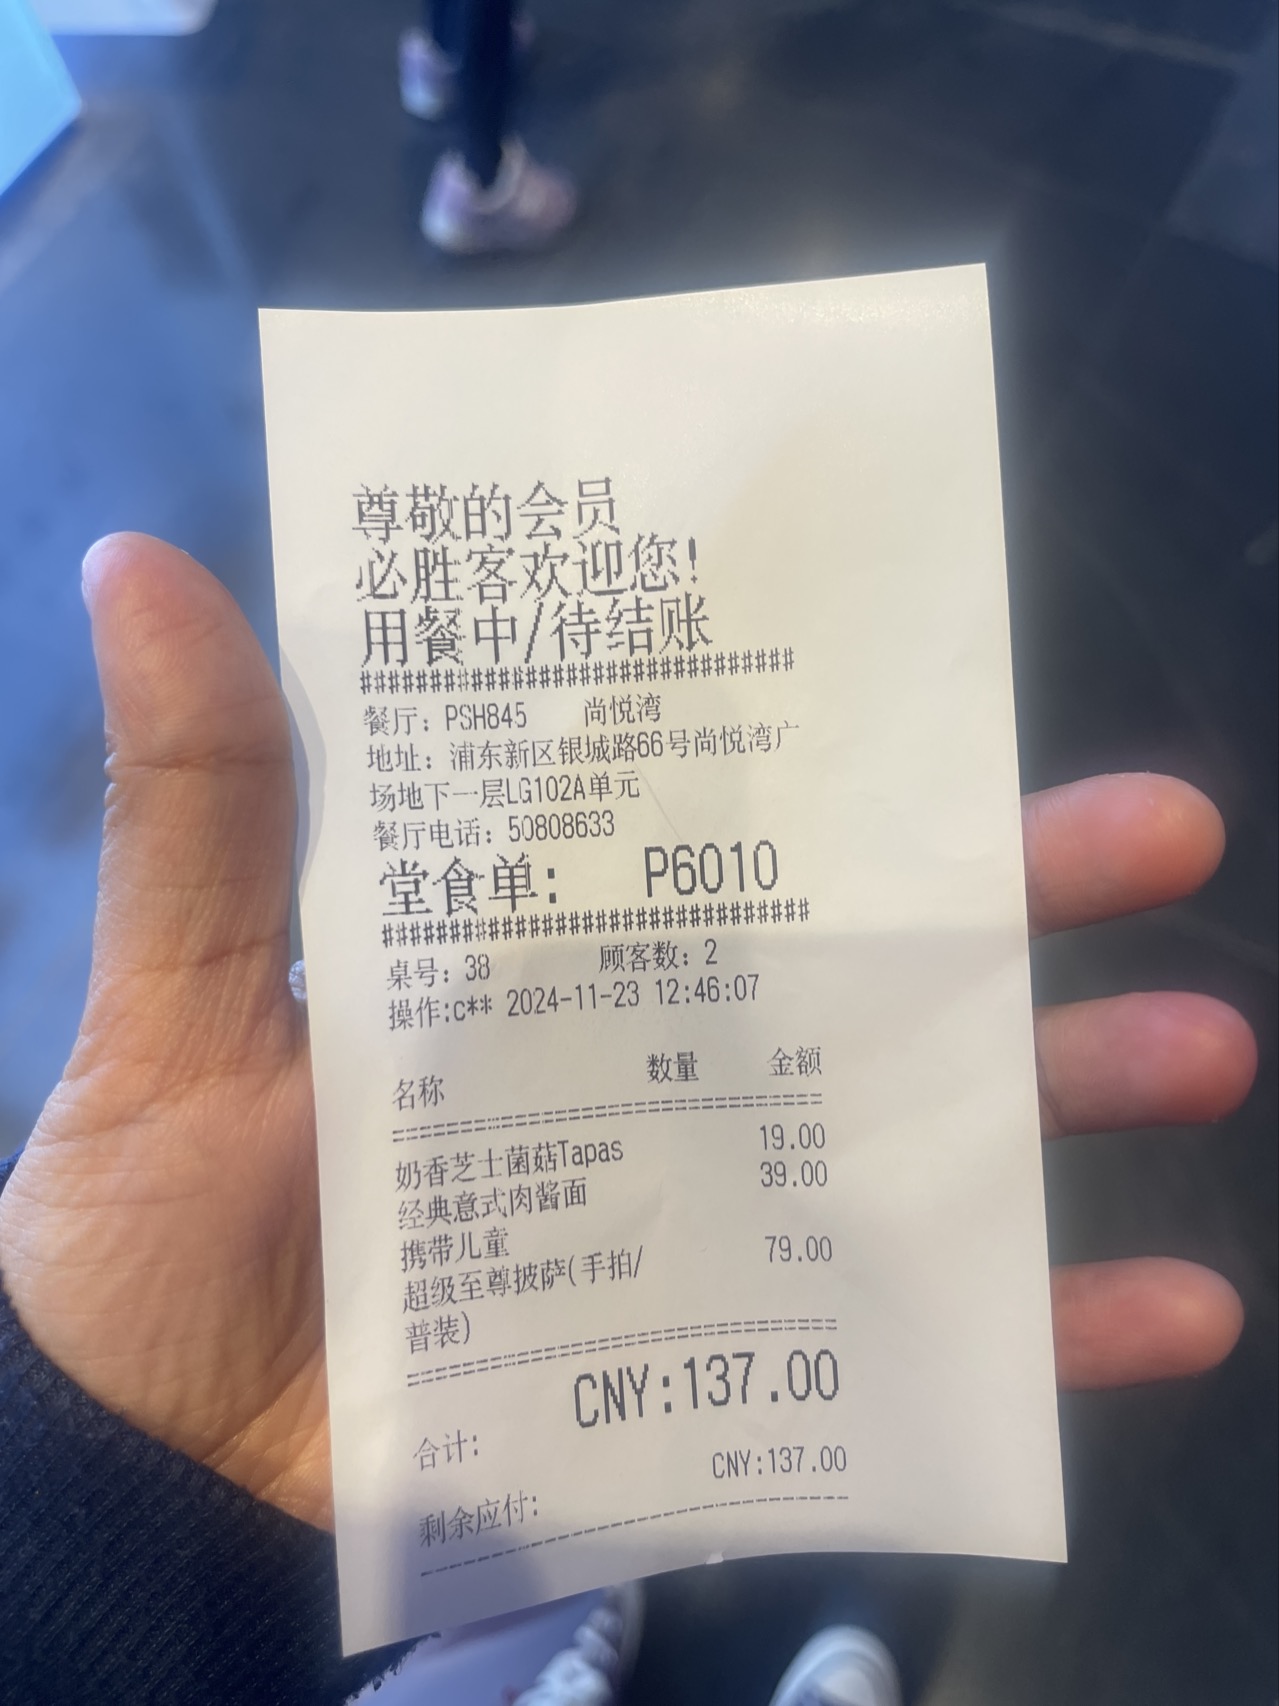 尊敬的会员
必胜客欢迎您!
用餐中/待结账
################################
餐厅: PSH845 尚悦湾
地址: 浦东新区银城路66号尚悦湾广
场地下一层LG102A单元
餐厅电话: 50808633
堂食单: P6010
################################
桌号: 38 顾客数: 2
操作:c** 2024-11-23 12:46:07
名称 数量 金额
================================
奶香芝士菌菇Tapas 19.00
经典意式肉酱面 39.00
携带儿童
超级至尊披萨(手拍/ 79.00
普装)
================================
合计: CNY:137.00
剩余应付: CNY:137.00
--------------------------------